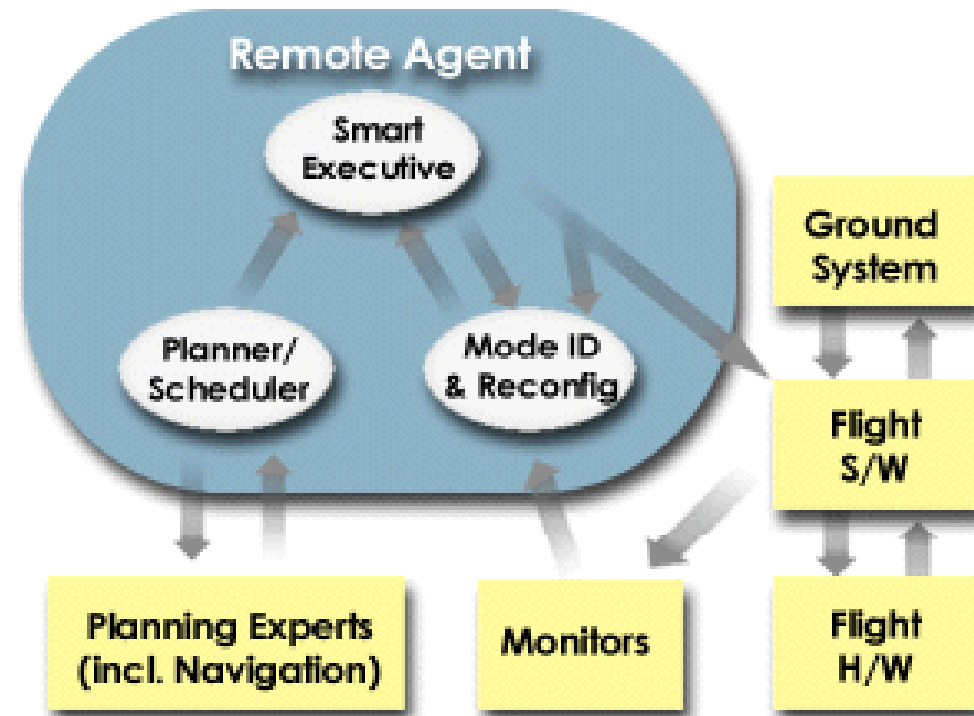 Remote Agent
Smart
Executive
Planner/
Scheduler
Mode ID
& Reconfig
Ground
System
Flight
S/W
Planning Experts
(incl. Navigation)
Monitors
Flight
H/W